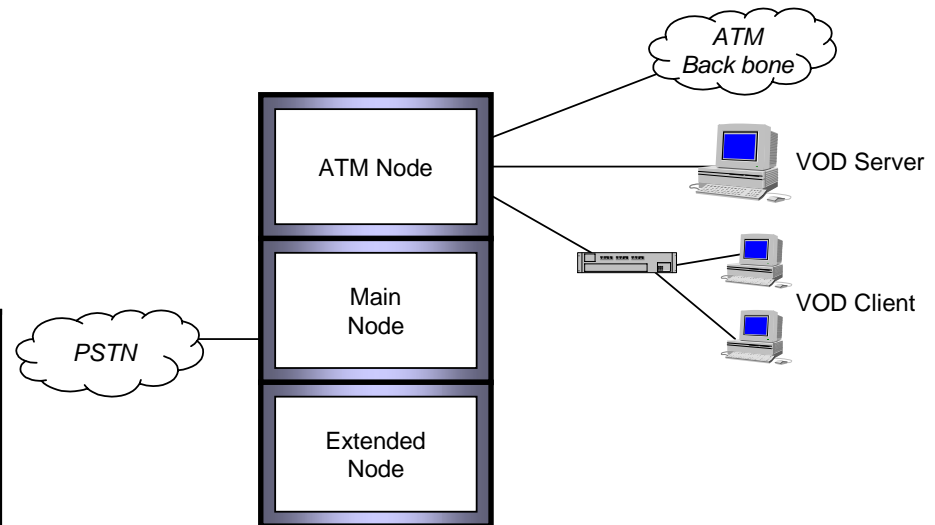 ATM
Back bone
ATM Node
VOD Server
Main
Node
VOD Client
PSTN
Extended
Node